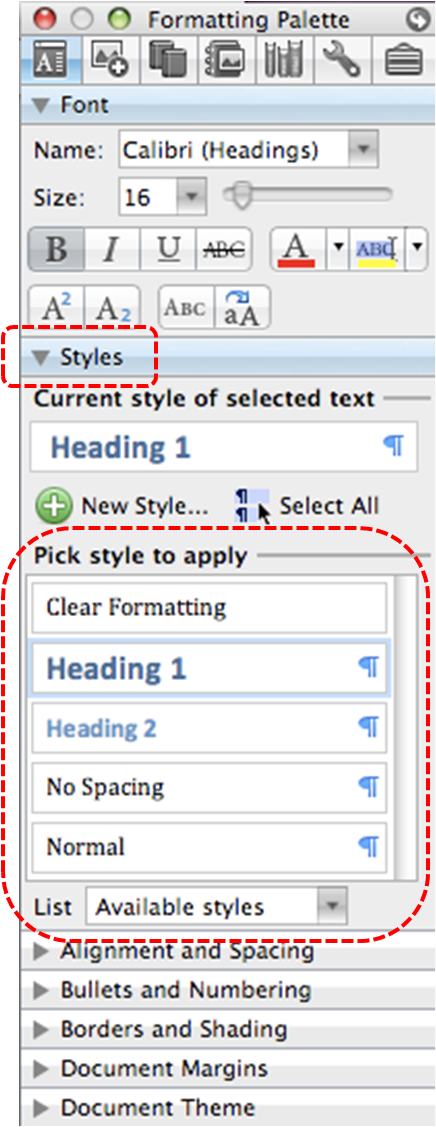 Formatting Palette
Font
Name: Calibri (Headings)
Size: 16
B I U ABC A ABC
A2 A2 ABC aA
Styles
Current style of selected text
Heading 1 ¶
New Style... Select All
Pick style to apply
Clear Formatting
Heading 1 ¶
Heading 2 ¶
No Spacing ¶
Normal ¶
List Available styles
Alignment and Spacing
Bullets and Numbering
Borders and Shading
Document Margins
Document Theme